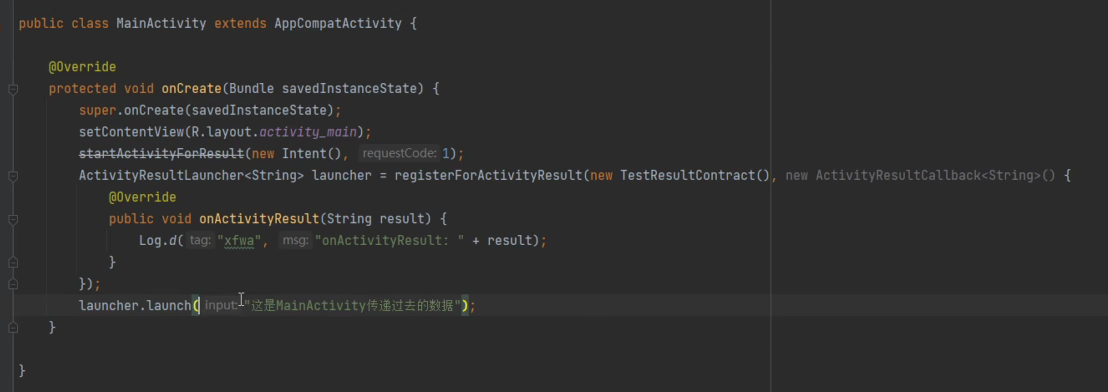 public class MainActivity extends AppCompatActivity {
@Override
protected void onCreate(Bundle savedInstanceState) {
super.onCreate(savedInstanceState);
setContentView(R.layout.activity_main);
startActivityForResult(new Intent(), requestCode: 1);
ActivityResultLauncher<String> launcher = registerForActivityResult(new TestResultContract(), new ActivityResultCallback<String>() {
@Override
public void onActivityResult(String result) {
Log.d( tag: "xfwa", msg: "onActivityResult: " + result);
}
});
launcher.launch( input: "这是MainActivity传递过去的数据");
}
}